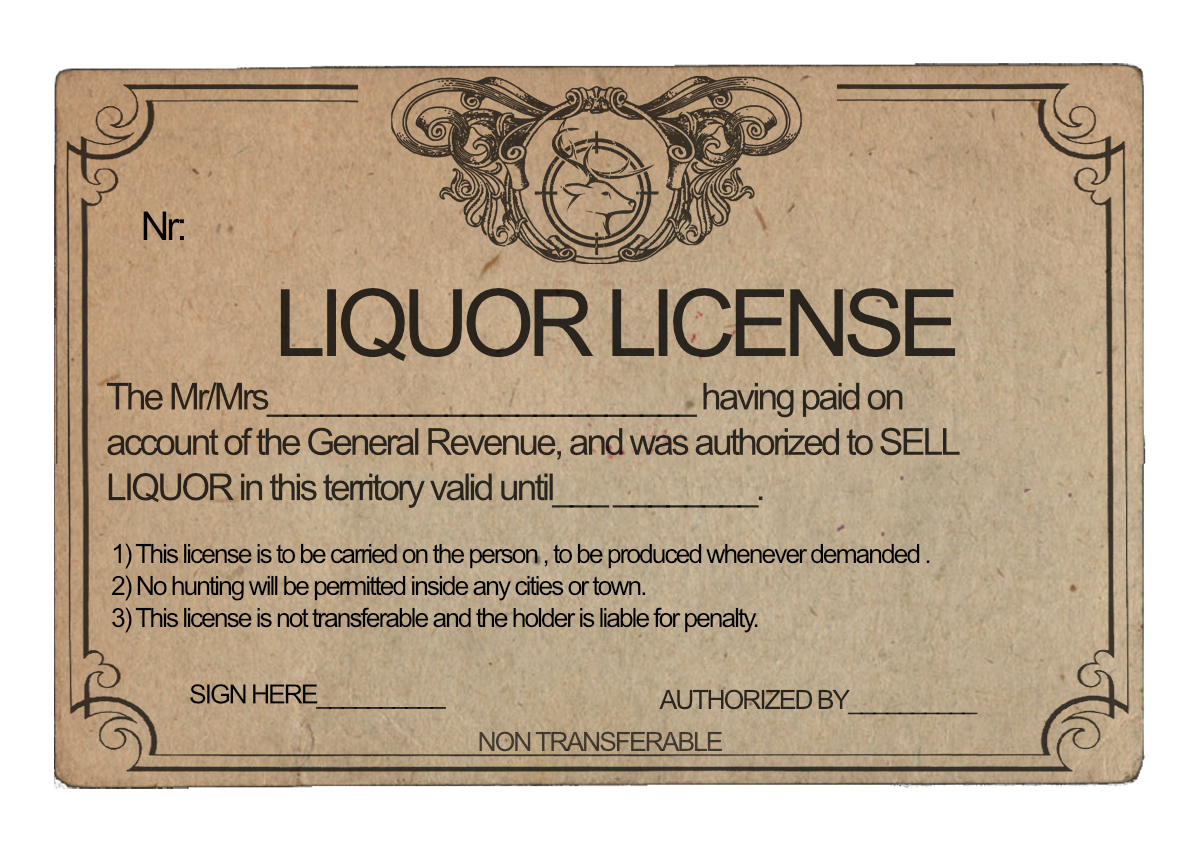 Nr:
LIQUOR LICENSE
The Mr/Mrs_______________________ having paid on
account of the General Revenue, and was authorized to SELL
LIQUOR in this territory valid until___ ________.
1) This license is to be carried on the person , to be produced whenever demanded .
2) No hunting will be permitted inside any cities or town.
3) This license is not transferable and the holder is liable for penalty.
SIGN HERE_________
AUTHORIZED BY_________
NON TRANSFERABLE